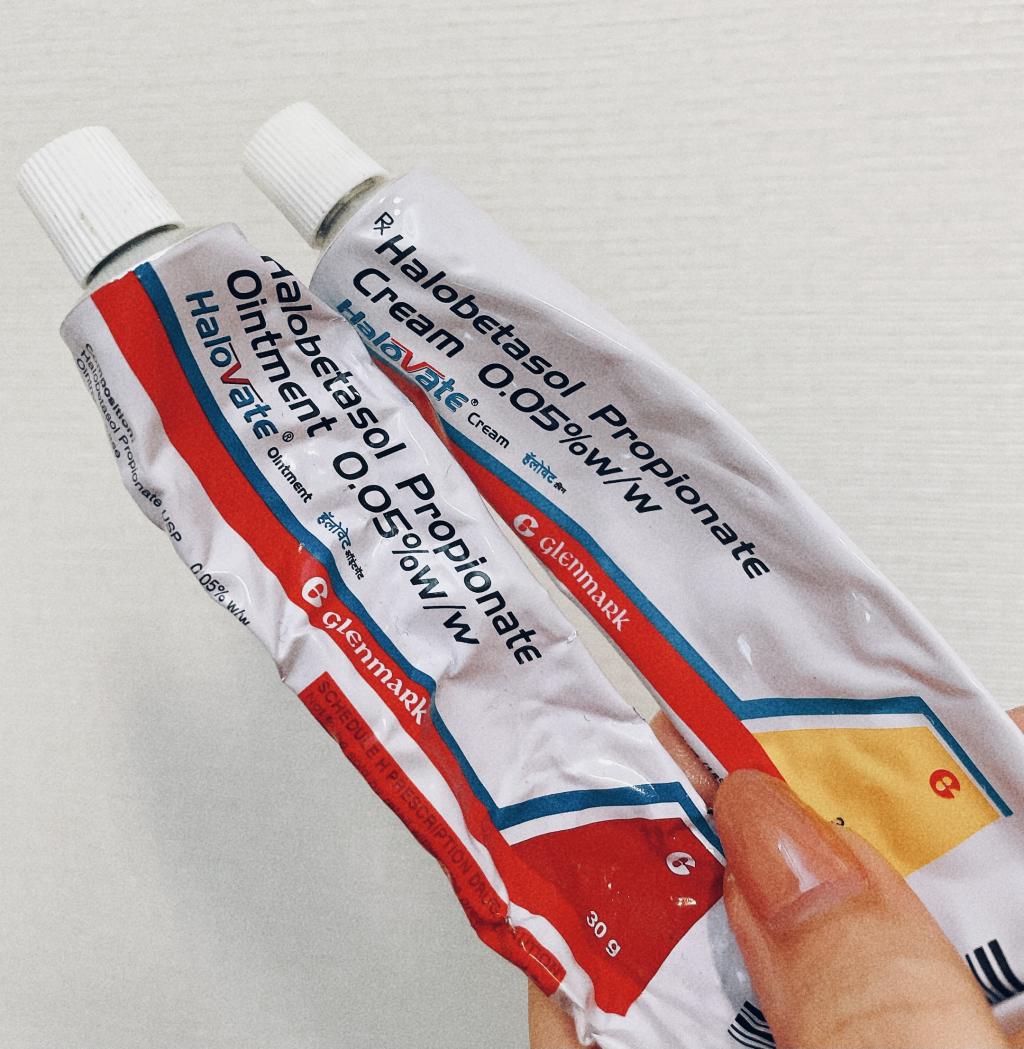 Halobetasol Propionate
Ointment 0.05%w/w
Halovate® Ointment
हॅलोवेट ऑइंटमेंट
GLENMARK
Composition:
Halobetasol Propionate USP 0.05% w/w
SCHEDULE H PRESCRIPTION DRUG
30 g
℞ Halobetasol Propionate
Cream 0.05%w/w
Halovate® Cream
हॅलोवेट क्रीम
GLENMARK